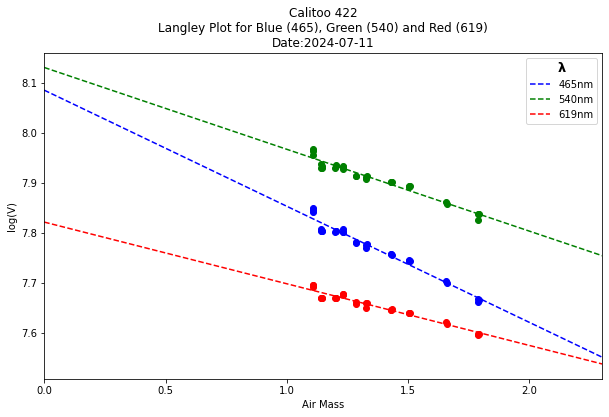 Calitoo 422
Langley Plot for Blue (465), Green (540) and Red (619)
Date:2024-07-11
λ
465nm
540nm
619nm
log(V)
8.1
8.0
7.9
7.8
7.7
7.6
0.0 0.5 1.0 1.5 2.0
Air Mass